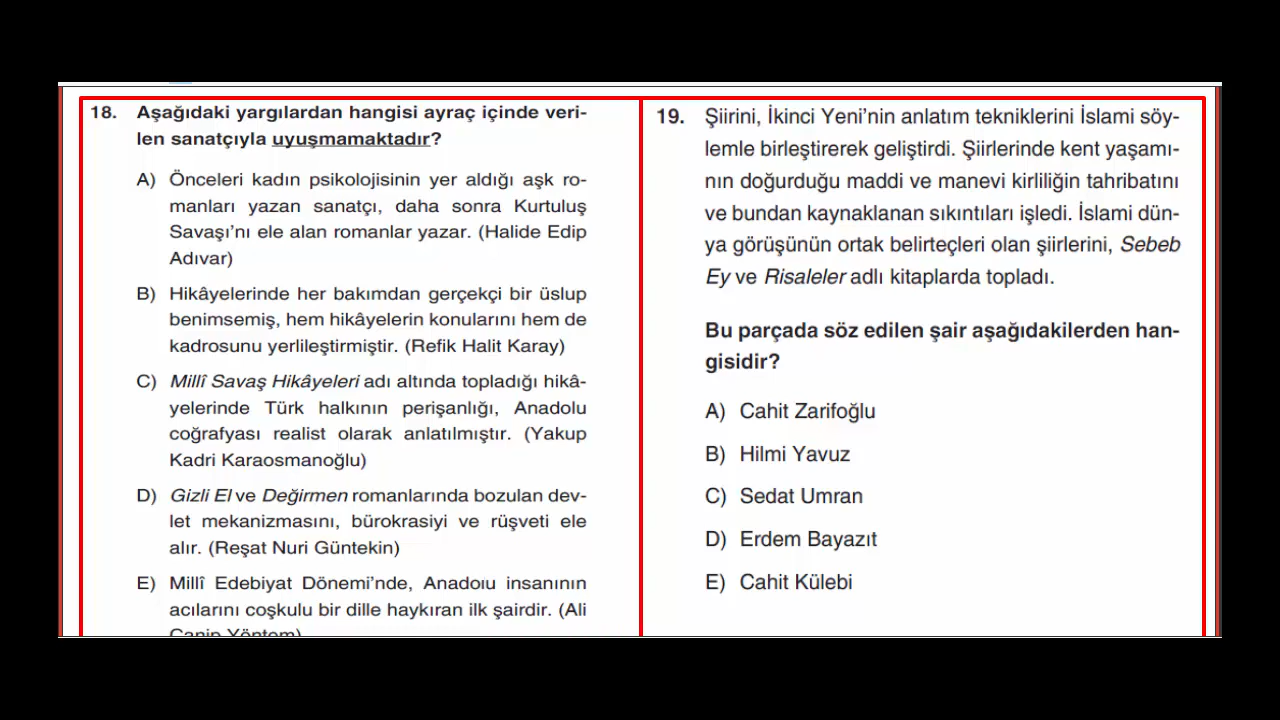 18. Aşağıdaki yargılardan hangisi ayraç içinde veri-
len sanatçıyla uyuşmamaktadır?
A) Önceleri kadın psikolojisinin yer aldığı aşk ro-
manları yazan sanatçı, daha sonra Kurtuluş
Savaşı’nı ele alan romanlar yazar. (Halide Edip
Adıvar)
B) Hikâyelerinde her bakımdan gerçekçi bir üslup
benimsemiş, hem hikâyelerin konularını hem de
kadrosunu yerlileştirmiştir. (Refik Halit Karay)
C) Millî Savaş Hikâyeleri adı altında topladığı hikâ-
yelerinde Türk halkının perişanlığı, Anadolu
coğrafyası realist olarak anlatılmıştır. (Yakup
Kadri Karaosmanoğlu)
D) Gizli El ve Değirmen romanlarında bozulan dev-
let mekanizmasını, bürokrasiyi ve rüşveti ele
alır. (Reşat Nuri Güntekin)
E) Millî Edebiyat Dönemi’nde, Anadolu insanının
acılarını coşkulu bir dille haykıran ilk şairdir. (Ali
Canip Yöntem)
19. Şiirini, İkinci Yeni’nin anlatım tekniklerini İslami söy-
lemle birleştirerek geliştirdi. Şiirlerinde kent yaşamı-
nın doğurduğu maddi ve manevi kirliliğin tahribatını
ve bundan kaynaklanan sıkıntıları işledi. İslami dün-
ya görüşünün ortak belirteçleri olan şiirlerini, Sebeb
Ey ve Risaleler adlı kitaplarda topladı.
Bu parçada söz edilen şair aşağıdakilerden han-
gisidir?
A) Cahit Zarifoğlu
B) Hilmi Yavuz
C) Sedat Umran
D) Erdem Bayazıt
E) Cahit Külebi